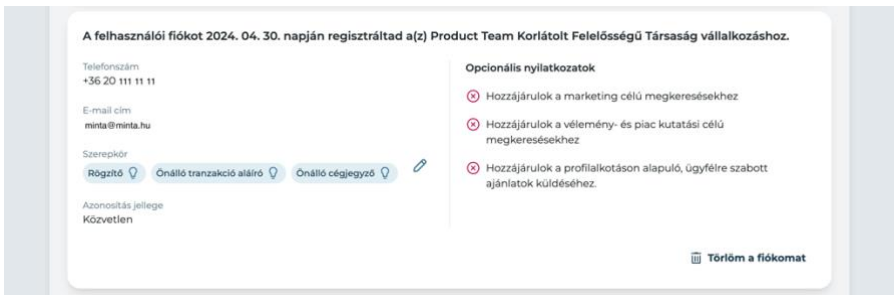 A felhasználói fiókot 2024. 04. 30. napján regisztráltad a(z) Product Team Korlátolt Felelősségű Társaság vállalkozáshoz.
Telefonszám
+36 20 111 11 11
E-mail cím
minta@minta.hu
Szerepkör
Rögzítő
Önálló tranzakció aláíró
Önálló cégjegyző
Azonosítás jellege
Közvetlen
Opcionális nyilatkozatok
Hozzájárulok a marketing célú megkeresésekhez
Hozzájárulok a vélemény- és piac kutatási célú
megkeresésekhez
Hozzájárulok a profilalkotáson alapuló, ügyfélre szabott
ajánlatok küldéséhez.
Törlöm a fiókomat